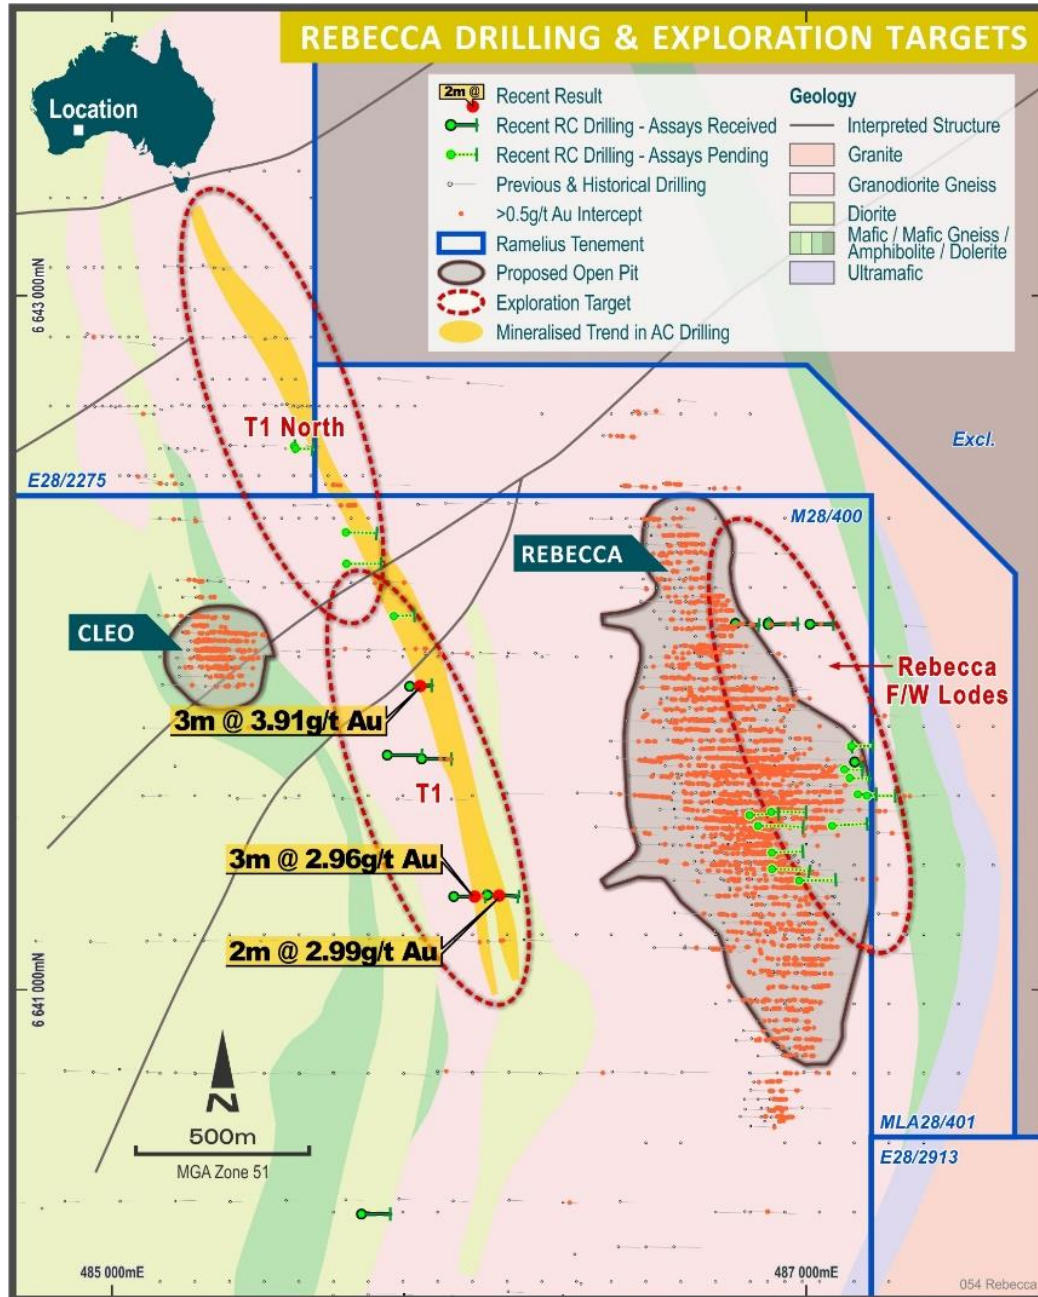 REBECCA DRILLING & EXPLORATION TARGETS
Location
2m @
Recent Result
Recent RC Drilling - Assays Received
Recent RC Drilling - Assays Pending
Previous & Historical Drilling
>0.5g/t Au Intercept
Ramelius Tenement
Proposed Open Pit
Exploration Target
Mineralised Trend in AC Drilling
Geology
Interpreted Structure
Granite
Granodiorite Gneiss
Diorite
Mafic / Mafic Gneiss /
Amphibolite / Dolerite
Ultramafic
6 643 000mN
T1 North
Excl.
E28/2275
M28/400
REBECCA
CLEO
Rebecca
F/W Lodes
3m @ 3.91g/t Au
T1
3m @ 2.96g/t Au
2m @ 2.99g/t Au
6 641 000mN
N
500m
MGA Zone 51
MLA28/401
E28/2913
485 000mE
487 000mE
054 Rebecca